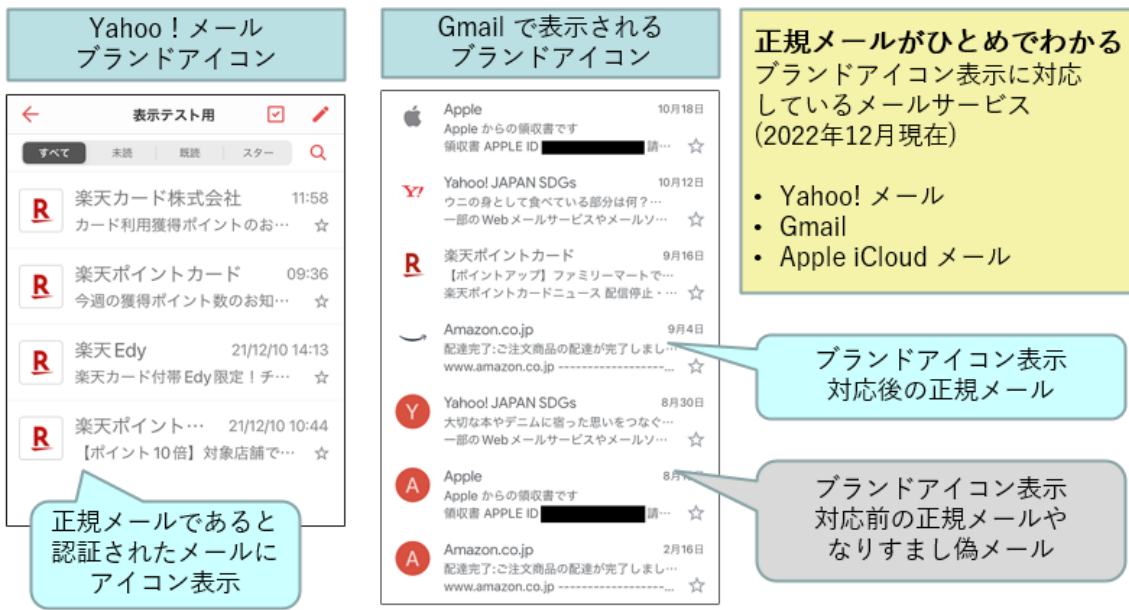 Yahoo！メール
ブランドアイコン
表示テスト用
すべて
未読
既読
スター
R
楽天カード株式会社 11:58
カード利用獲得ポイントのお…
R
楽天ポイントカード 09:36
今週の獲得ポイント数のお知…
R
楽天Edy 21/12/10 14:13
楽天カード付帯Edy限定！チ…
R
楽天ポイント… 21/12/10 10:44
【ポイント10倍】対象店舗で…
正規メールであると
認証されたメールに
アイコン表示
Gmail で表示される
ブランドアイコン
Apple 10月18日
Apple からの領収書です
領収書 APPLE ID 請…
Y!
Yahoo! JAPAN SDGs 10月12日
ウニの身として食べている部分は何？…
一部のWebメールサービスやメールソ…
R
楽天ポイントカード 9月16日
【ポイントアップ】ファミリーマートで…
楽天ポイントカードニュース 配信停止・…
Amazon.co.jp 9月4日
配達完了:ご注文商品の配達が完了しまし…
www.amazon.co.jp -------------------...
Y
Yahoo! JAPAN SDGs 8月30日
大切な本やデニムに宿った思いをつなぐ…
一部のWebメールサービスやメールソ…
A
Apple
Apple からの領収書です
領収書 APPLE ID 請…
A
Amazon.co.jp 2月16日
配達完了:ご注文商品の配達が完了しまし…
www.amazon.co.jp -------------------...
正規メールがひとめでわかる
ブランドアイコン表示に対応
しているメールサービス
(2022年12月現在)
• Yahoo! メール
• Gmail
• Apple iCloud メール
ブランドアイコン表示
対応後の正規メール
ブランドアイコン表示
対応前の正規メールや
なりすまし偽メール